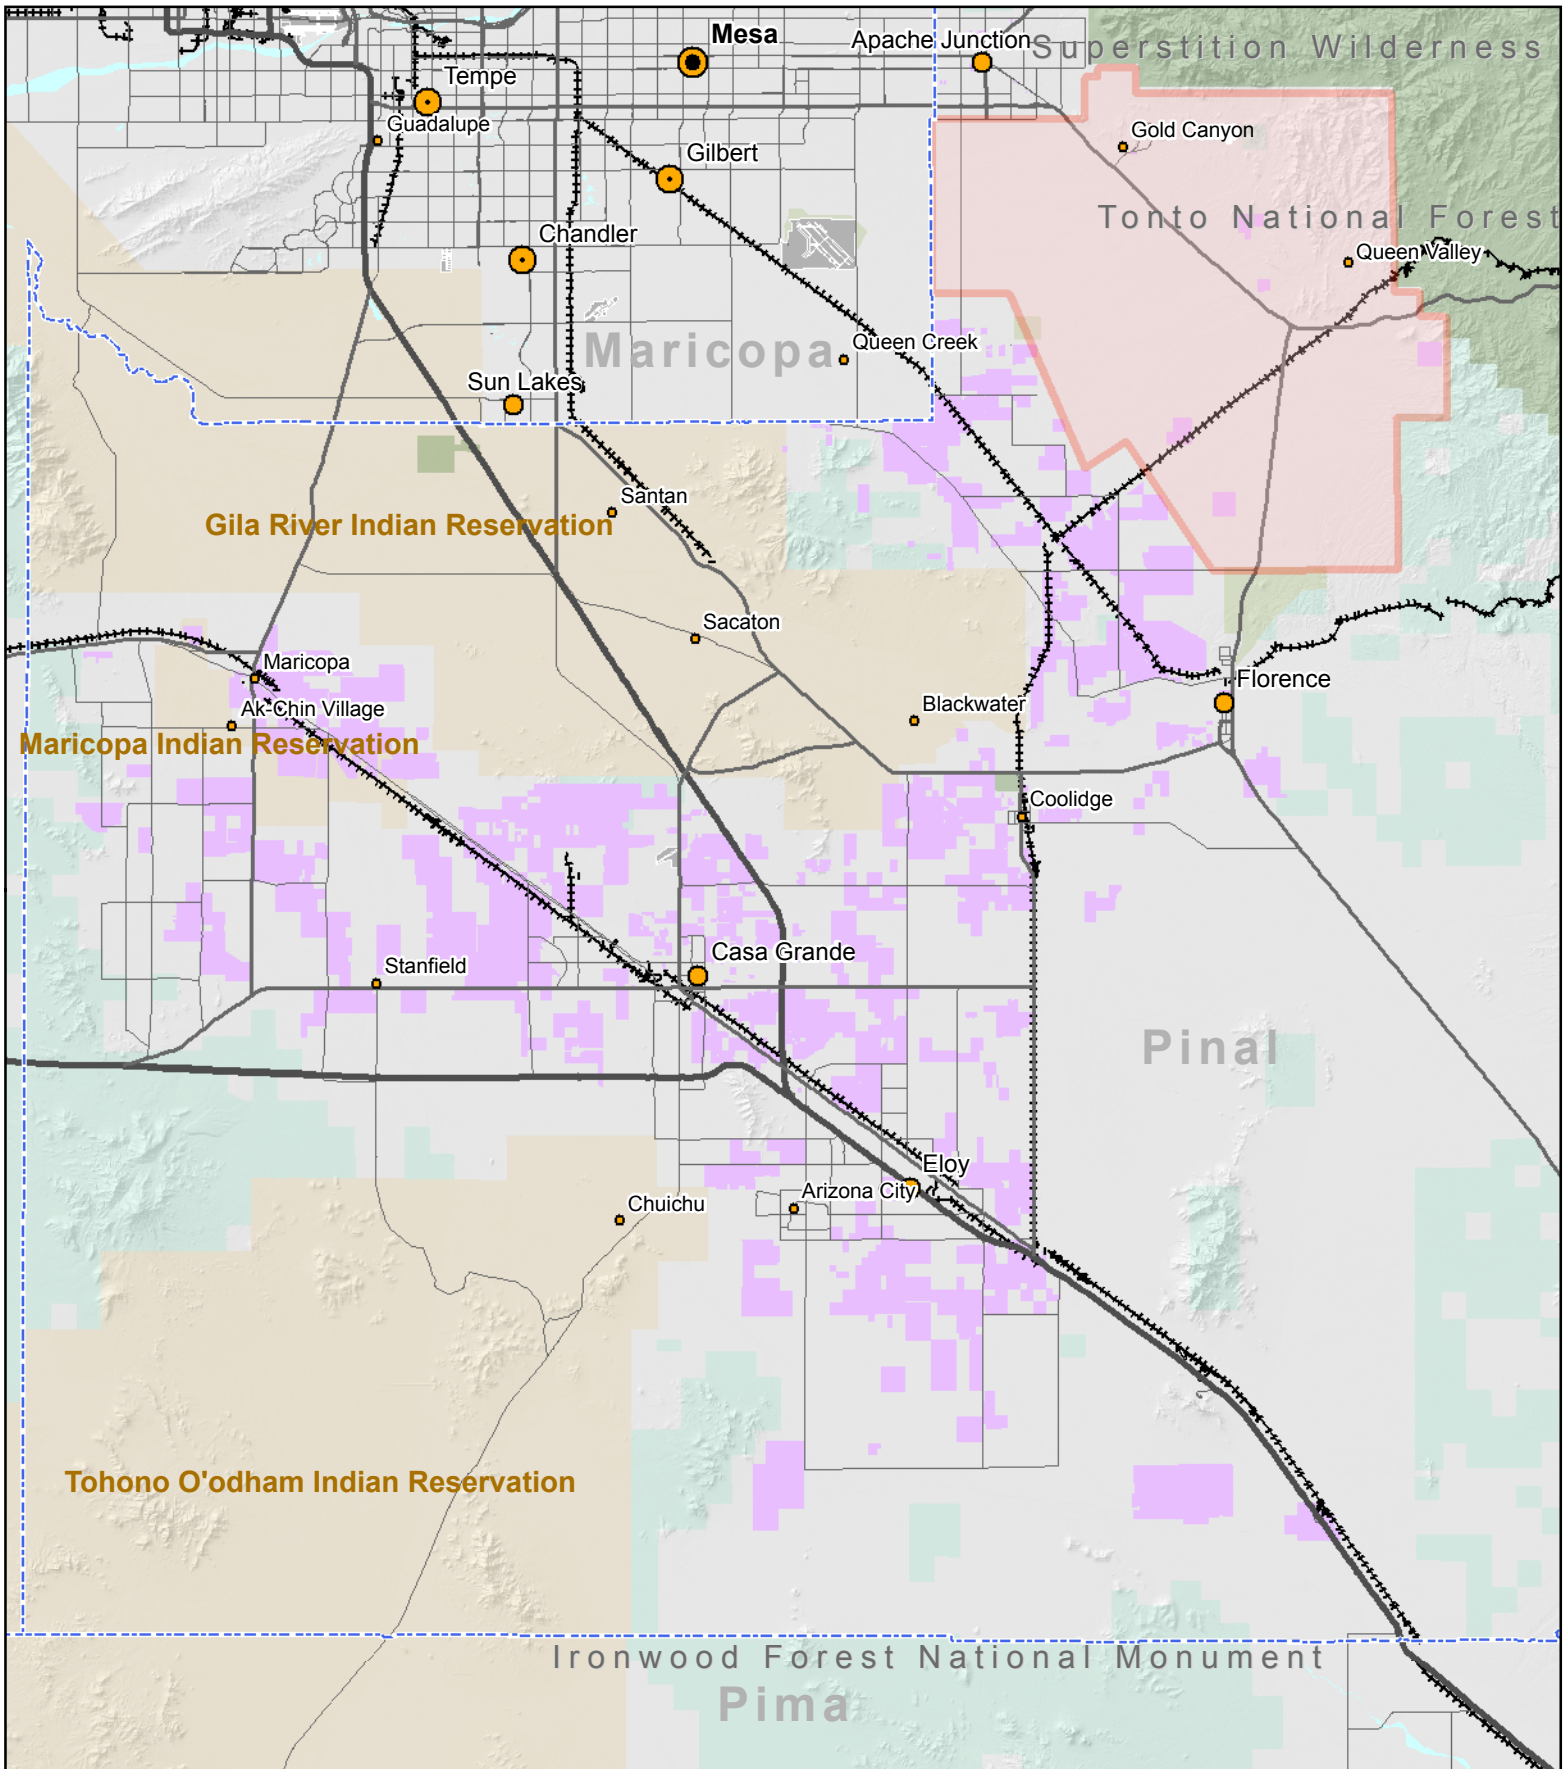 Mesa
Apache Junction
Superstition Wilderness
Tempe
Guadalupe
Gold Canyon
Gilbert
Tonto National Forest
Chandler
Queen Valley
Maricopa
Queen Creek
Sun Lakes
Santan
Gila River Indian Reservation
Sacaton
Maricopa
Florence
Ak-Chin Village
Blackwater
Maricopa Indian Reservation
Coolidge
Casa Grande
Stanfield
Pinal
Eloy
Arizona City
Chuichu
Tohono O'odham Indian Reservation
Ironwood Forest National Monument
Pima